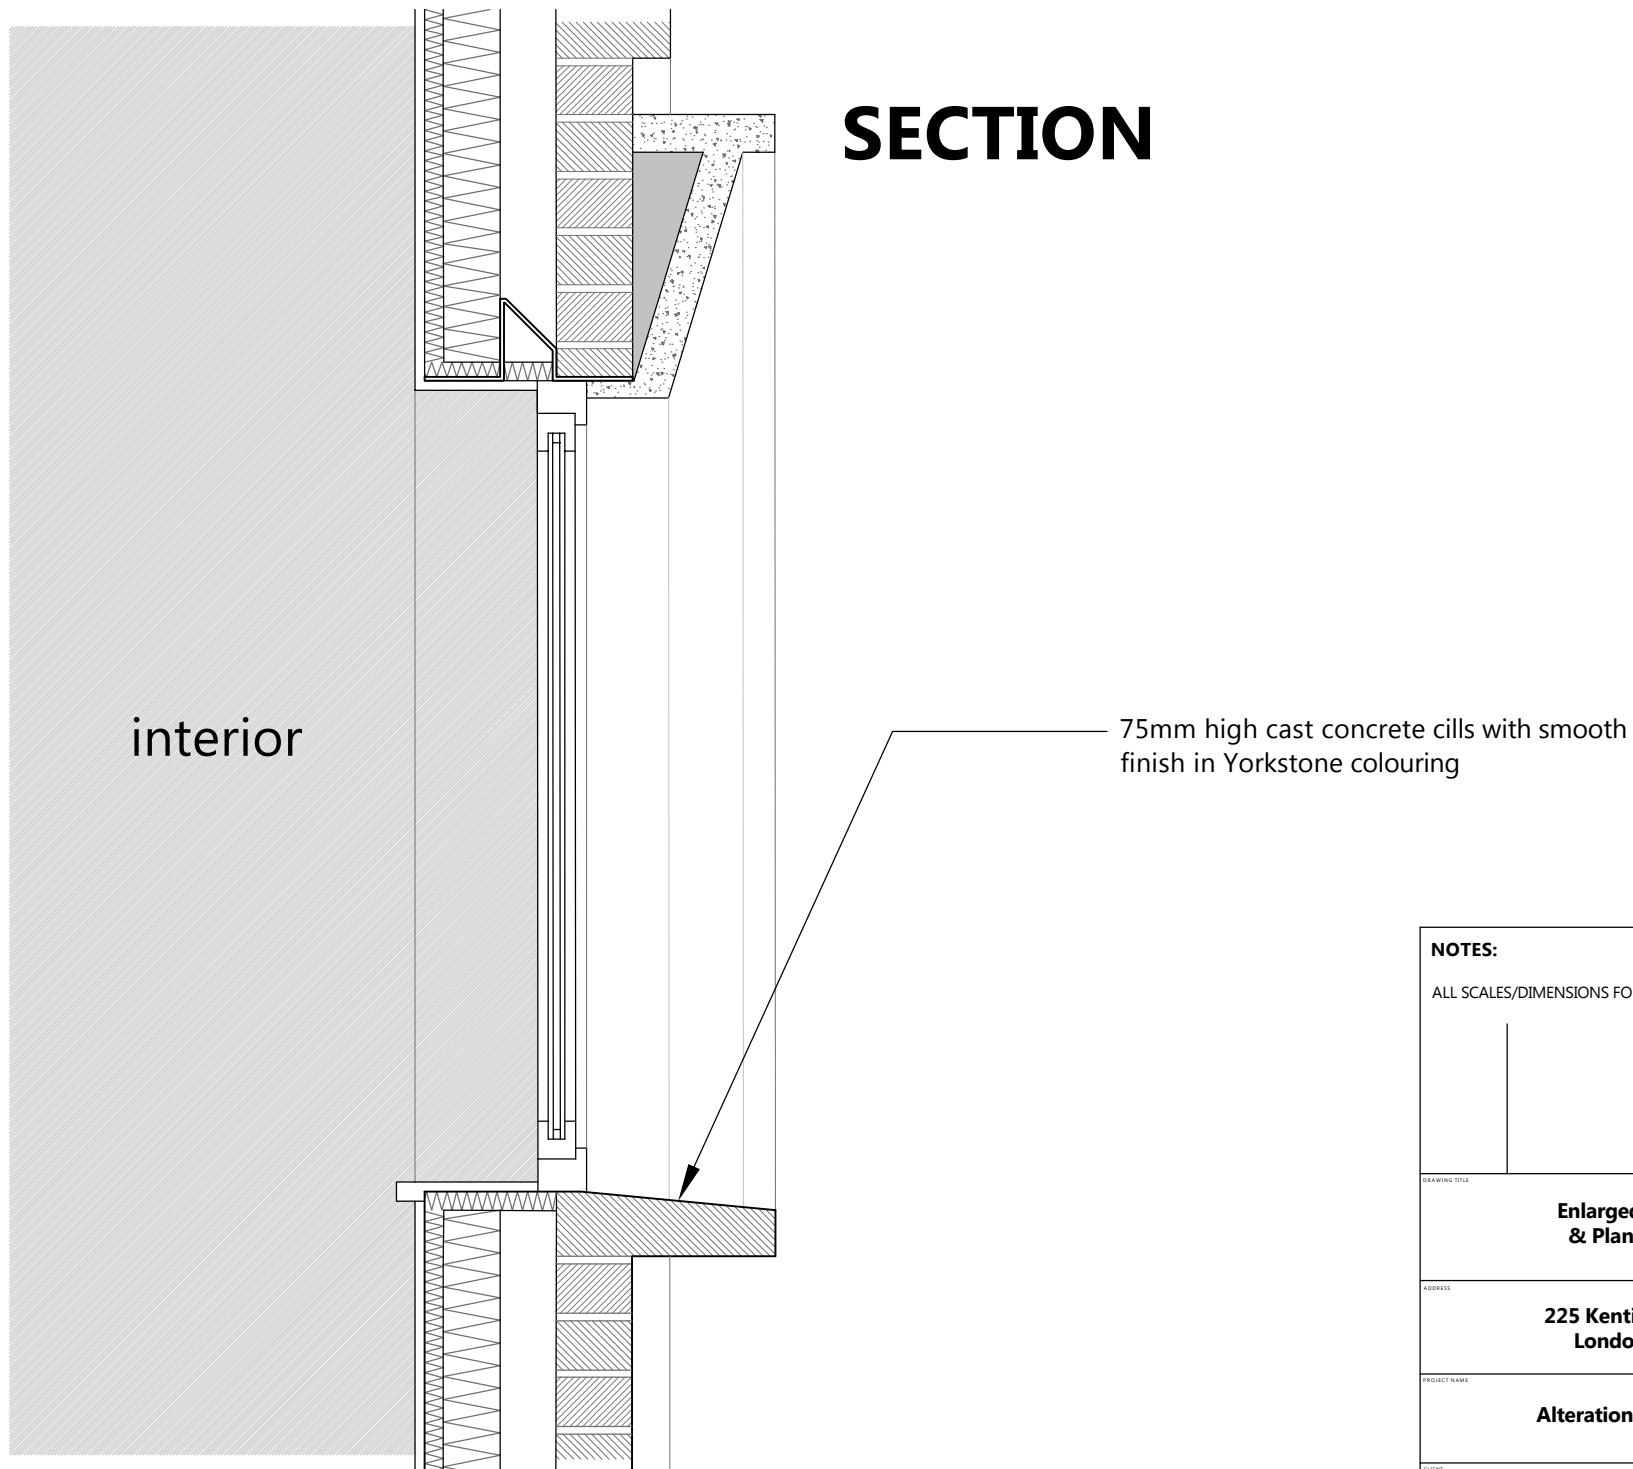 SECTION
interior
75mm high cast concrete cills with smooth
finish in Yorkstone colouring
NOTES:
ALL SCALES/DIMENSIONS FO
DRAWING TITLE
Enlarged
& Plan
ADDRESS
225 Kenti
Londo
PROJECT NAME
Alteration
CLIENT